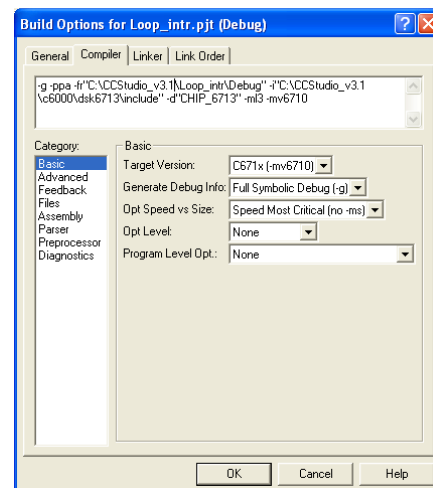 Build Options for Loop_intr.pjt (Debug)
General Compiler Linker Link Order
-g -ppa -fr"C:\CCStudio_v3.1\Loop_intr\Debug" -i"C:\CCStudio_v3.1
\c6000\dsk6713\include" -d"CHIP_6713" -ml3 -mv6710
Category:
Basic
Advanced
Feedback
Files
Assembly
Parser
Preprocessor
Diagnostics
Basic
Target Version: C671x (-mv6710)
Generate Debug Info: Full Symbolic Debug (-g)
Opt Speed vs Size: Speed Most Critical (no -ms)
Opt Level: None
Program Level Opt.: None
OK Cancel Help